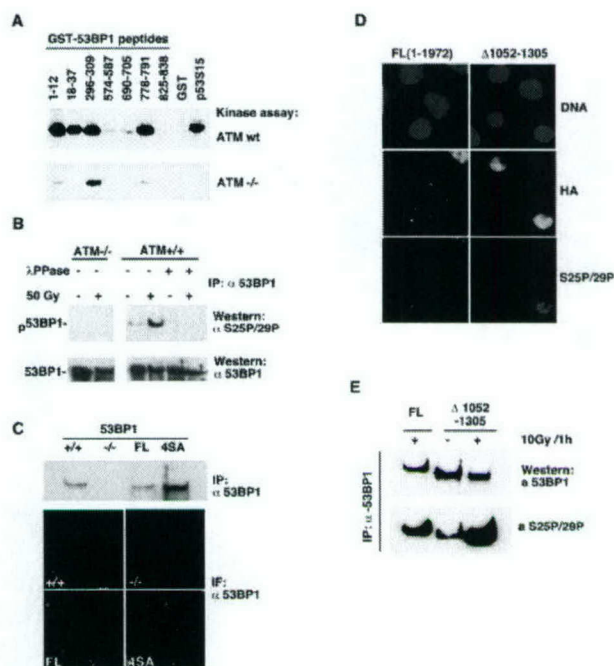 A
GST-53BP1 peptides
1-12
18-37
296-309
574-587
690-705
778-791
825-838
GST
p53S15
Kinase assay:
ATM wt
ATM -/-
B
ATM-/-
ATM+/+
λPPase
- - - - + +
IP: α 53BP1
50 Gy
- + - + - +
p53BP1-
Western:
α S25P/29P
53BP1-
Western:
α 53BP1
C
53BP1
+/+ -/- FL 4SA
IP:
α 53BP1
+/+
-/-
IF:
α 53BP1
FL
4SA
D
FL(1-1972)
Δ1052-1305
DNA
HA
S25P/29P
E
FL
Δ 1052
-1305
+ - +
10Gy /1h
IP: α -53BP1
Western:
a 53BP1
a S25P/29P